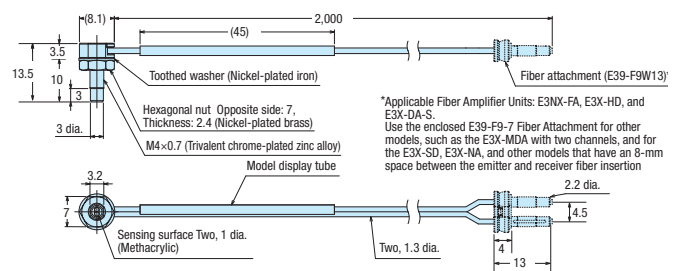 (8.1)
2,000
(45)
3.5
13.5
10
3
3 dia.
Toothed washer (Nickel-plated iron)
Hexagonal nut Opposite side: 7,
Thickness: 2.4 (Nickel-plated brass)
M4×0.7 (Trivalent chrome-plated zinc alloy)
Fiber attachment (E39-F9W13)*
*Applicable Fiber Amplifier Units: E3NX-FA, E3X-HD, and
E3X-DA-S.
Use the enclosed E39-F9-7 Fiber Attachment for other
models, such as the E3X-MDA with two channels, and for
the E3X-SD, E3X-NA, and other models that have an 8-mm
space between the emitter and receiver fiber insertion
Model display tube
3.2
7
Sensing surface Two, 1 dia.
(Methacrylic)
Two, 1.3 dia.
2.2 dia.
4.5
4
13